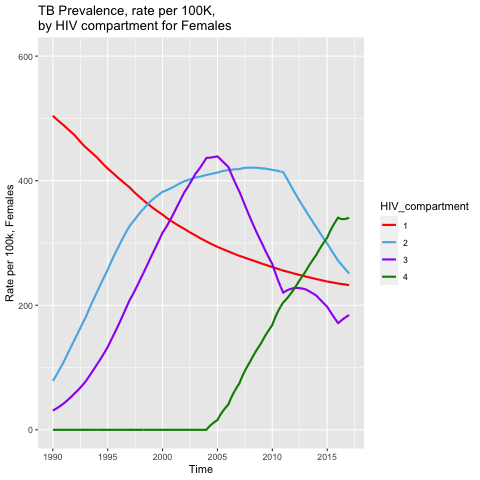 TB Prevalence, rate per 100K,
by HIV compartment for Females
Rate per 100k, Females
600
400
200
0
1990 1995 2000 2005 2010 2015
Time
HIV_compartment
1
2
3
4